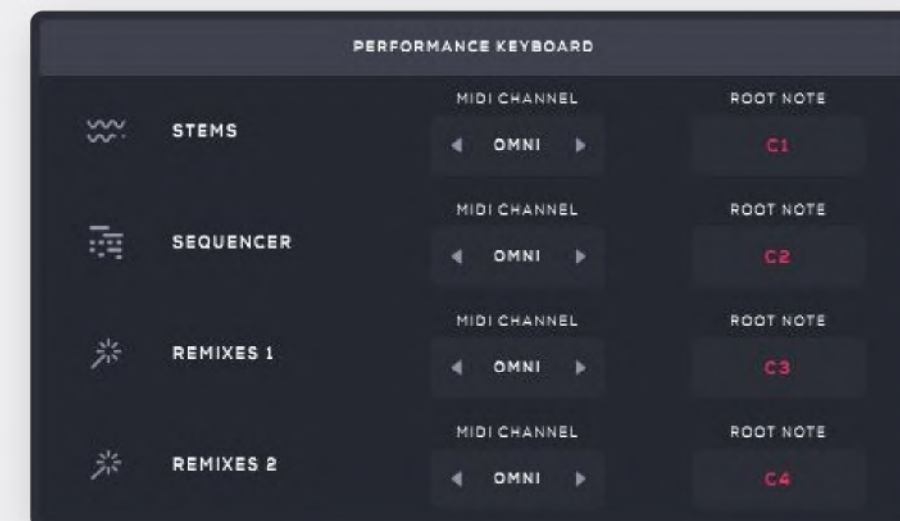 PERFORMANCE KEYBOARD
MIDI CHANNEL ROOT NOTE
STEMS OMNI C1
MIDI CHANNEL ROOT NOTE
SEQUENCER OMNI C2
MIDI CHANNEL ROOT NOTE
REMIXES 1 OMNI C3
MIDI CHANNEL ROOT NOTE
REMIXES 2 OMNI C4